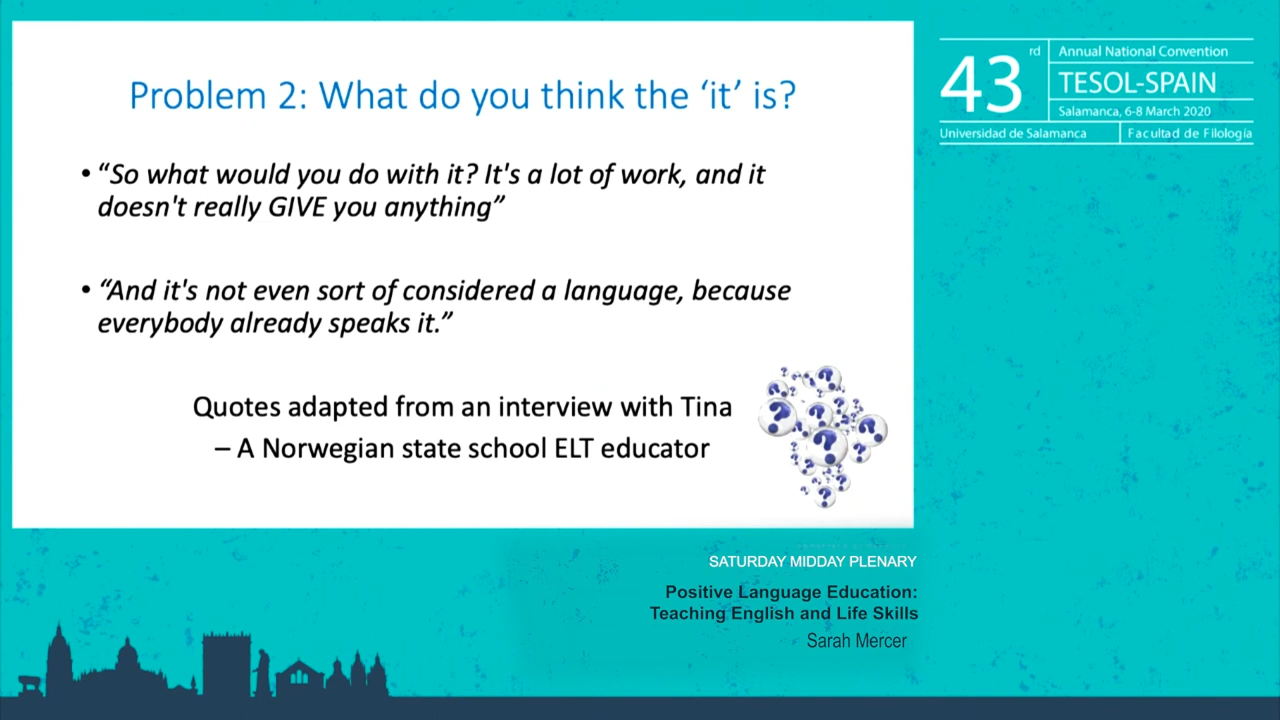 Problem 2: What do you think the ‘it’ is?
• “So what would you do with it? It's a lot of work, and it
doesn't really GIVE you anything”
• “And it's not even sort of considered a language, because
everybody already speaks it.”
Quotes adapted from an interview with Tina
– A Norwegian state school ELT educator
43rd
Annual National Convention
TESOL-SPAIN
Salamanca, 6-8 March 2020
Universidad de Salamanca
Facultad de Filología
SATURDAY MIDDAY PLENARY
Positive Language Education:
Teaching English and Life Skills
Sarah Mercer